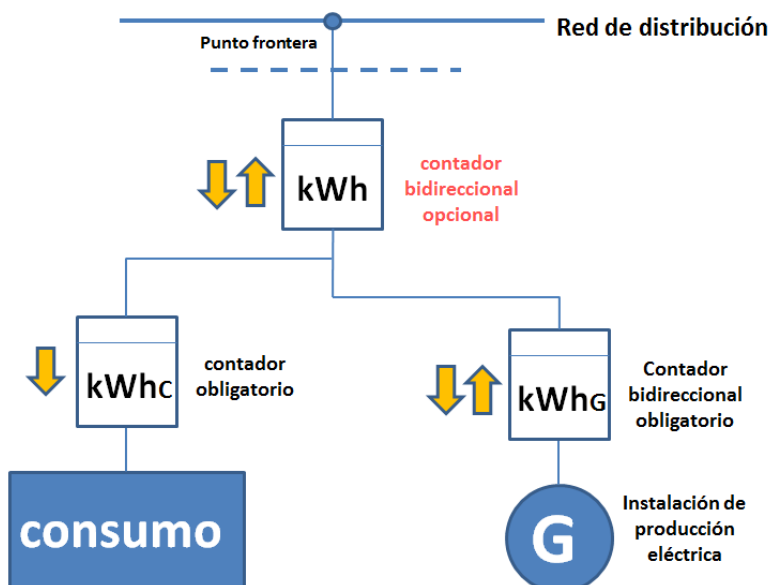 Red de distribución
Punto frontera
kWh
contador
bidireccional
opcional
kWhC
contador
obligatorio
kWhG
Contador
bidireccional
obligatorio
consumo
G
Instalación de
producción
eléctrica